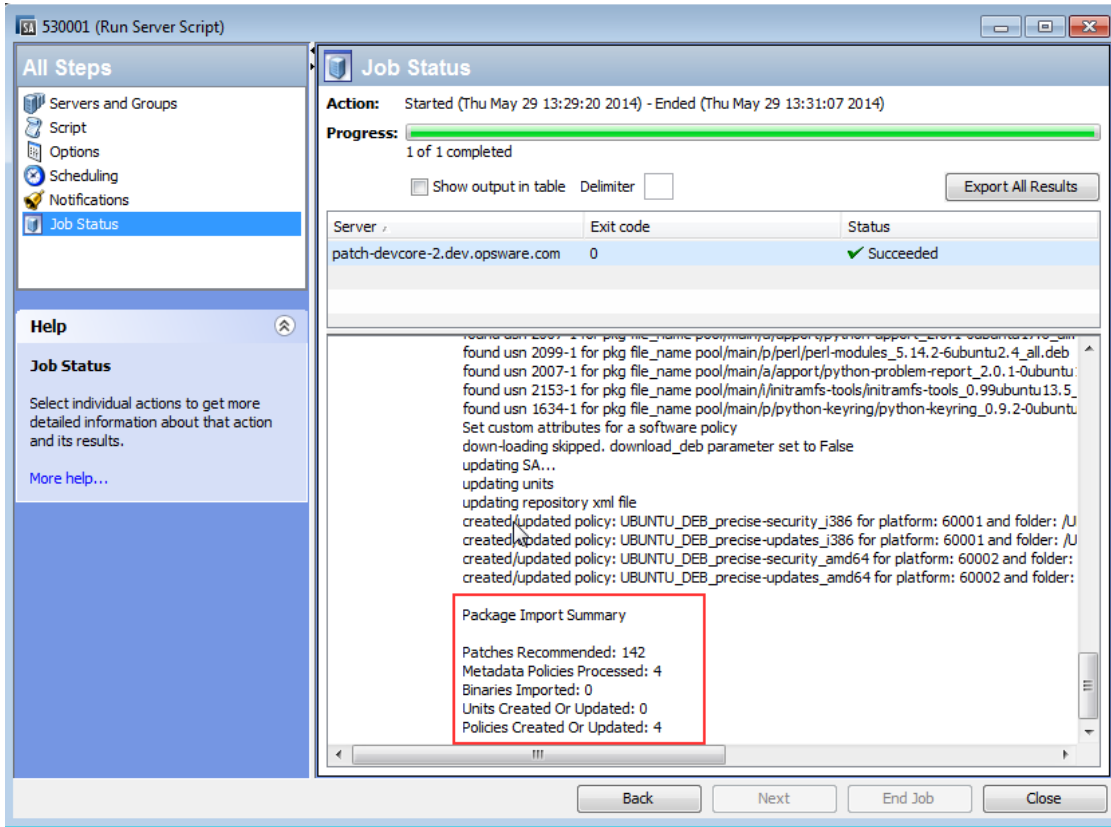 SA 530001 (Run Server Script)
All Steps
Servers and Groups
Script
Options
Scheduling
Notifications
Job Status
Help
Job Status
Select individual actions to get more
detailed information about that action
and its results.
More help...
Job Status
Action: Started (Thu May 29 13:29:20 2014) - Ended (Thu May 29 13:31:07 2014)
Progress:
1 of 1 completed
Show output in table Delimiter
Export All Results
Server Exit code Status
patch-devcore-2.dev.opsware.com 0 Succeeded
found usn 2099-1 for pkg file_name pool/main/p/perl/perl-modules_5.14.2-6ubuntu2.4_all.deb
found usn 2007-1 for pkg file_name pool/main/a/apport/python-problem-report_2.0.1-0ubuntu
found usn 2153-1 for pkg file_name pool/main/i/initramfs-tools/initramfs-tools_0.99ubuntu13.5_
found usn 1634-1 for pkg file_name pool/main/p/python-keyring/python-keyring_0.9.2-0ubuntu
Set custom attributes for a software policy
down-loading skipped. download_deb parameter set to False
updating SA...
updating units
updating repository xml file
created/updated policy: UBUNTU_DEB_precise-security_i386 for platform: 60001 and folder: /U
created/updated policy: UBUNTU_DEB_precise-updates_i386 for platform: 60001 and folder: /U
created/updated policy: UBUNTU_DEB_precise-security_amd64 for platform: 60002 and folder:
created/updated policy: UBUNTU_DEB_precise-updates_amd64 for platform: 60002 and folder:
Package Import Summary
Patches Recommended: 142
Metadata Policies Processed: 4
Binaries Imported: 0
Units Created Or Updated: 0
Policies Created Or Updated: 4
Back Next End Job Close